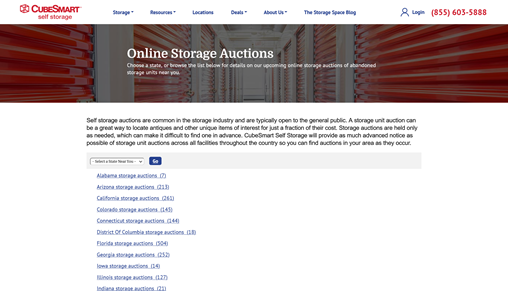 CUBESMART
self storage
Storage
Resources
Locations
Deals
About Us
The Storage Space Blog
Login
(855) 603-5888
Online Storage Auctions
Choose a state, or browse the list below for details on our upcoming online storage auctions of abandoned
storage units near you.
Self storage auctions are common in the storage industry and are typically open to the general public. A storage unit auction can
be a great way to locate antiques and other unique items of interest for just a fraction of their cost. Storage auctions are held only
as needed, which can make it difficult to find one in advance. CubeSmart Self Storage will provide as much advanced notice as
possible of storage unit auctions across all facilities throughout the country so you can find auctions in your area as they occur.
Go
Alabama storage auctions (7)
Arizona storage auctions (213)
California storage auctions (261)
Colorado storage auctions (145)
Connecticut storage auctions (144)
District Of Columbia storage auctions (18)
Florida storage auctions (504)
Georgia storage auctions (252)
Iowa storage auctions (14)
Illinois storage auctions (127)
Indiana storage auctions (21)